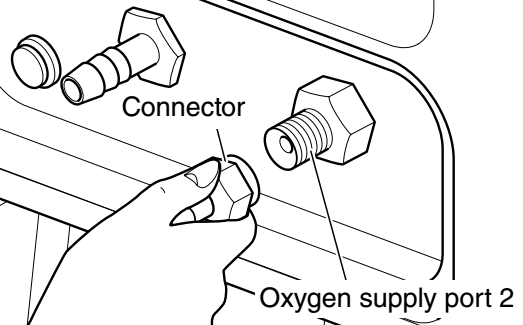 Connector
Oxygen supply port 2